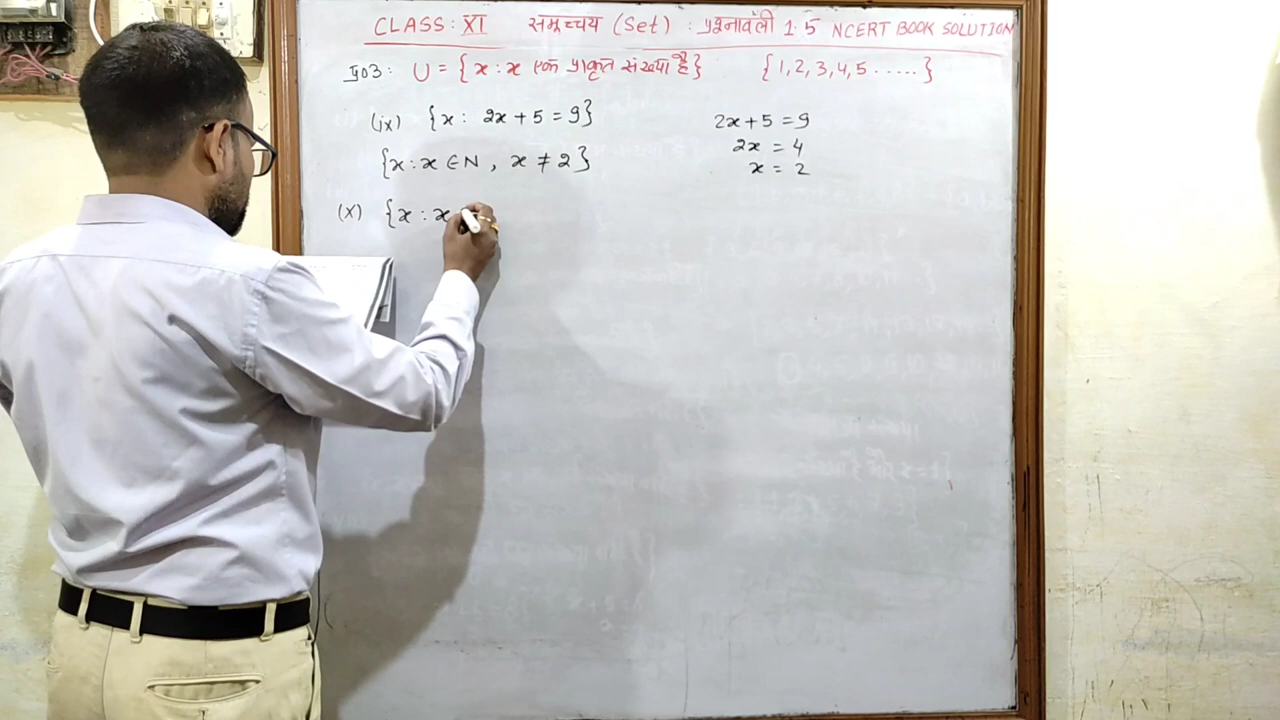 CLASS: XI समूच्चय (Set) : प्रश्नावली 1.5 NCERT BOOK SOLUTION
प्र03: U = {x : x एक प्राकृत संख्या है} {1, 2, 3, 4, 5 .....}
(ix) {x : 2x + 5 = 9} 2x + 5 = 9
{x : x ∈ N, x ≠ 2} 2x = 4
x = 2
(X) {x : x